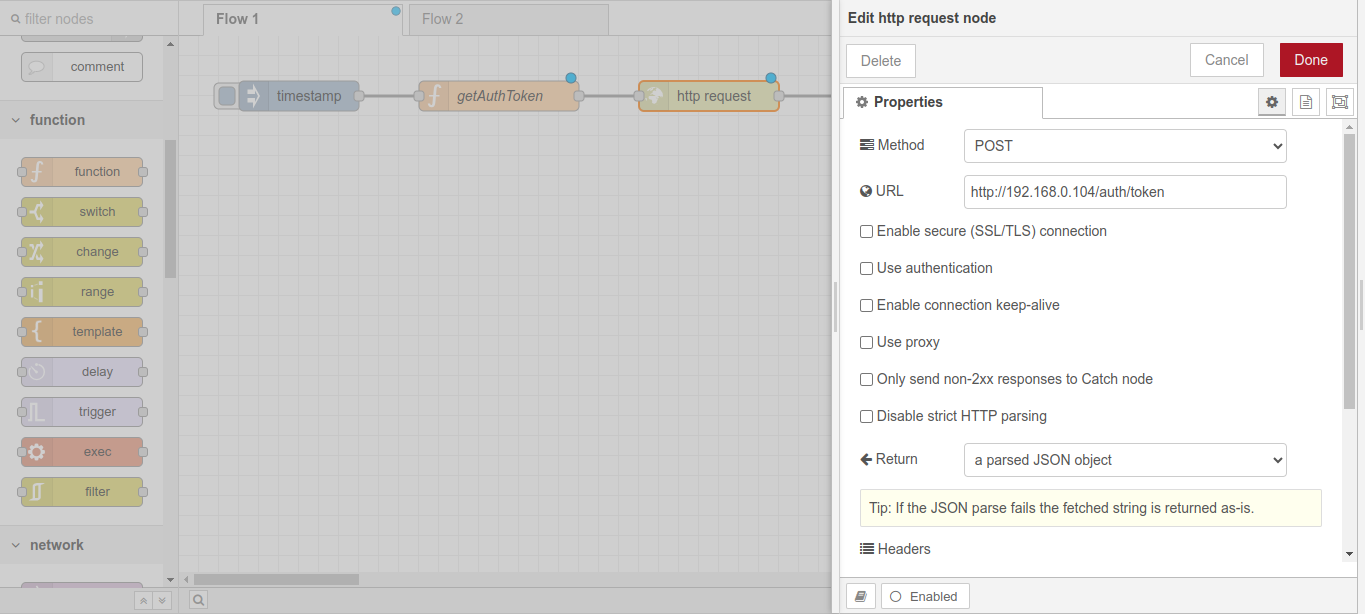 filter nodes
comment
function
function
switch
change
range
template
delay
trigger
exec
filter
network
Flow 1
Flow 2
timestamp
getAuthToken
http request
Edit http request node
Delete
Cancel
Done
Properties
Method
POST
URL
http://192.168.0.104/auth/token
Enable secure (SSL/TLS) connection
Use authentication
Enable connection keep-alive
Use proxy
Only send non-2xx responses to Catch node
Disable strict HTTP parsing
Return
a parsed JSON object
Tip: If the JSON parse fails the fetched string is returned as-is.
Headers
Enabled